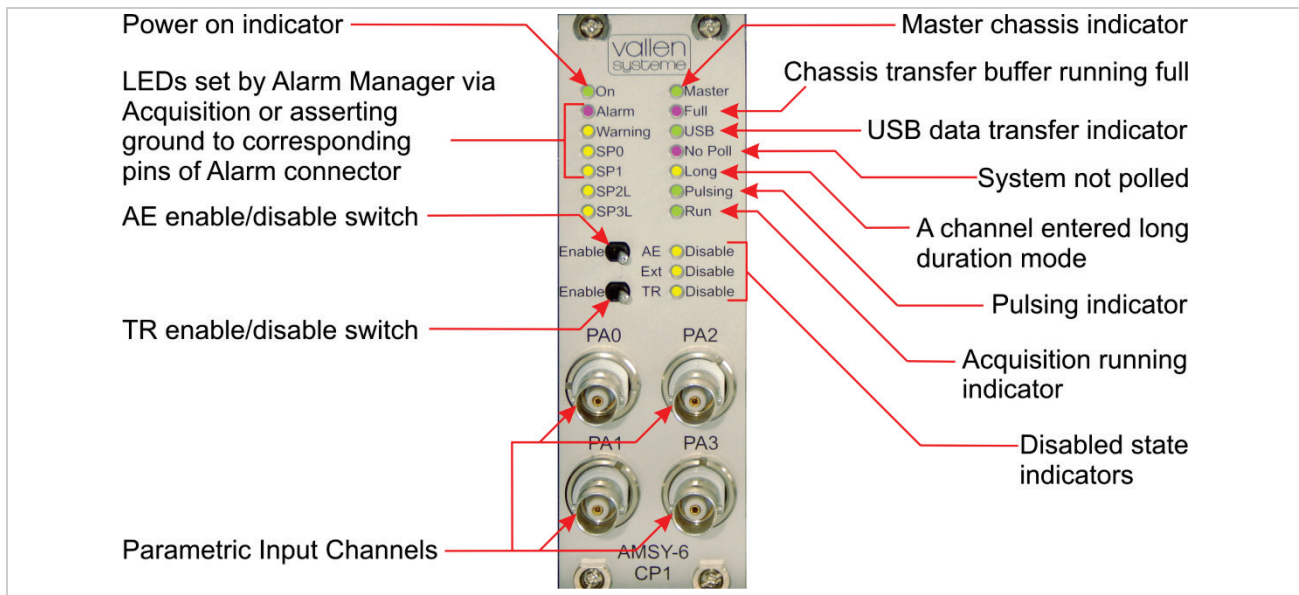 Power on indicator
LEDs set by Alarm Manager via
Acquisition or asserting
ground to corresponding
pins of Alarm connector
AE enable/disable switch
TR enable/disable switch
Parametric Input Channels
vallen
systeme
On
Master
Alarm
Full
Warning
USB
SP0
No Poll
SP1
Long
SP2L
Pulsing
SP3L
Run
Enable
AE
Disable
Ext
Disable
Enable
TR
Disable
PA0
PA2
PA1
PA3
AMSY-6
CP1
Master chassis indicator
Chassis transfer buffer running full
USB data transfer indicator
System not polled
A channel entered long
duration mode
Pulsing indicator
Acquisition running
indicator
Disabled state
indicators